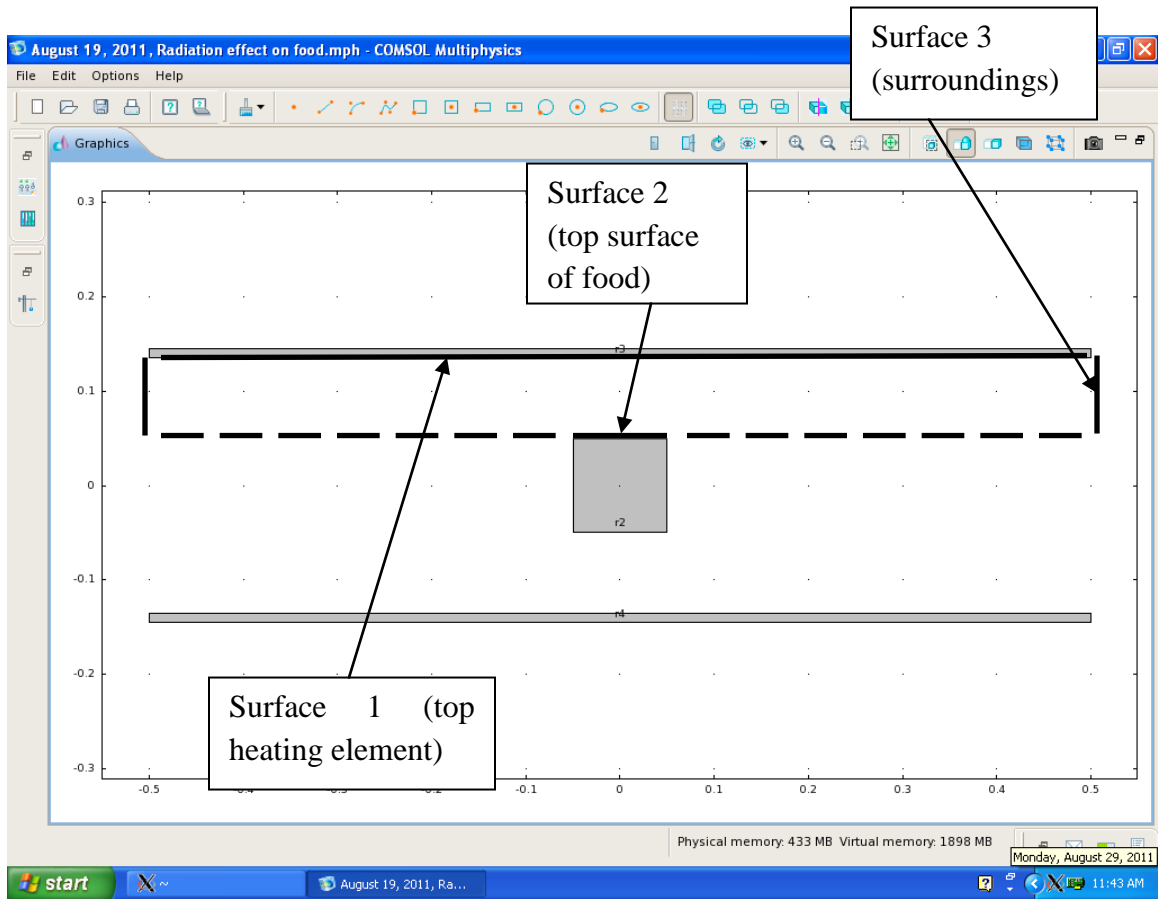 Surface 3
(surroundings)
August 19, 2011, Radiation effect on food.mph - COMSOL Multiphysics
File Edit Options Help
Graphics
Surface 2
(top surface
of food)
0.3
0.2
r3
0.1
0
r2
-0.1
r4
-0.2
Surface 1 (top
heating element)
-0.3
-0.5 -0.1 0 0.1 0.2 0.3 0.4 0.5
Physical memory: 433 MB Virtual memory: 1898 MB
Monday, August 29, 2011
start
~
August 19, 2011, Ra...
11:43 AM